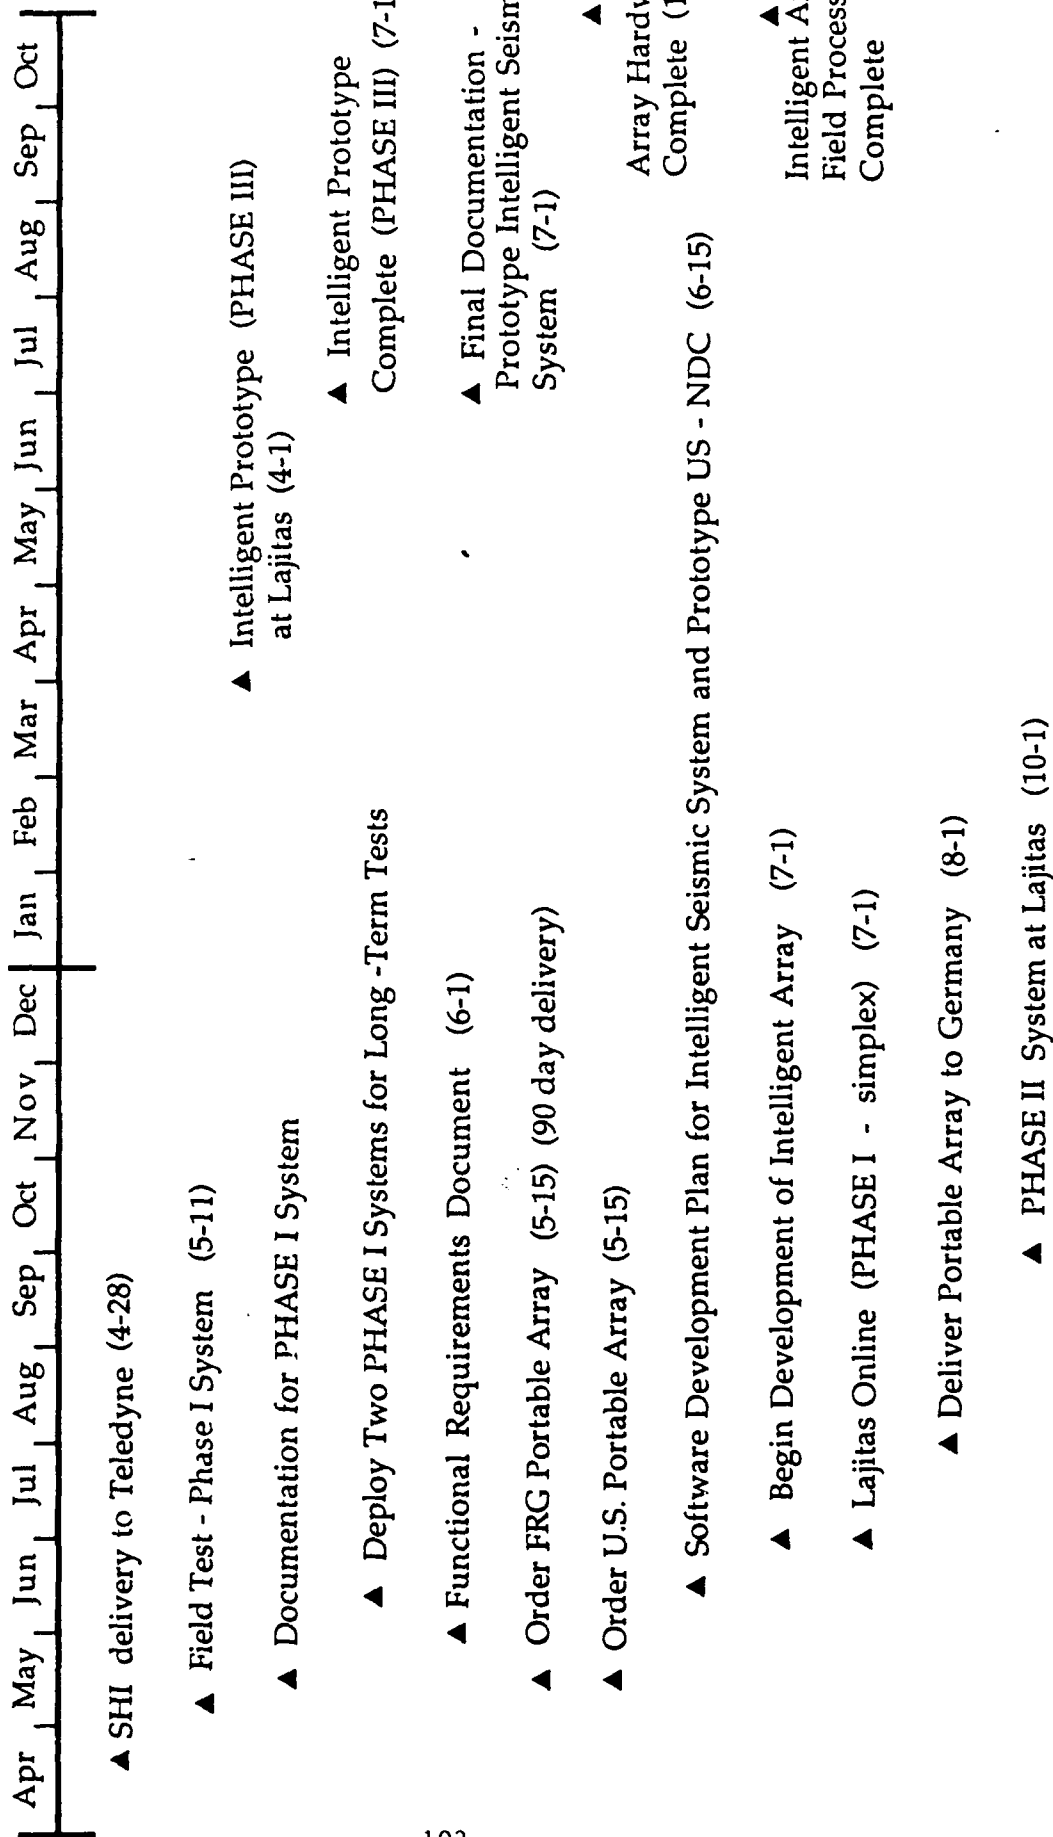 Apr May Jun Jul Aug Sep Oct Nov Dec Jan Feb Mar Apr May Jun Jul Aug Sep Oct
▲ SHI delivery to Teledyne (4-28)
▲ Field Test - Phase I System (5-11)
▲ Intelligent Prototype (PHASE III)
at Lajitas (4-1)
▲ Documentation for PHASE I System
▲ Intelligent Prototype
Complete (PHASE III) (7-1
▲ Deploy Two PHASE I Systems for Long -Term Tests
▲ Functional Requirements Document (6-1)
▲ Final Documentation -
Prototype Intelligent Seism
System (7-1)
▲ Order FRG Portable Array (5-15) (90 day delivery)
▲ Order U.S. Portable Array (5-15)
▲
Array Hardw
Complete (1
▲ Software Development Plan for Intelligent Seismic System and Prototype US - NDC (6-15)
▲ Begin Development of Intelligent Array (7-1)
▲
Intelligent A
Field Process
Complete
▲ Lajitas Online (PHASE I - simplex) (7-1)
▲ Deliver Portable Array to Germany (8-1)
▲ PHASE II System at Lajitas (10-1)